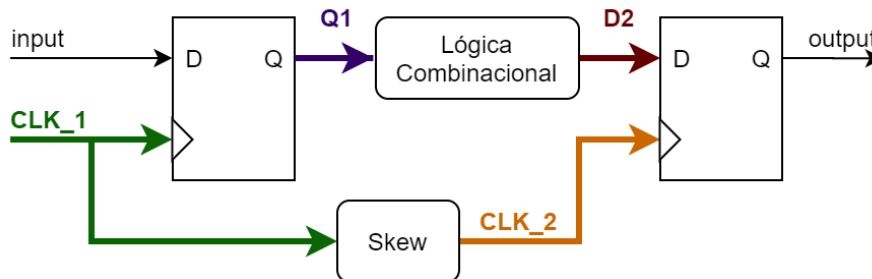 input
D
Q
Q1
Lógica
Combinacional
D2
D
Q
output
CLK_1
Skew
CLK_2